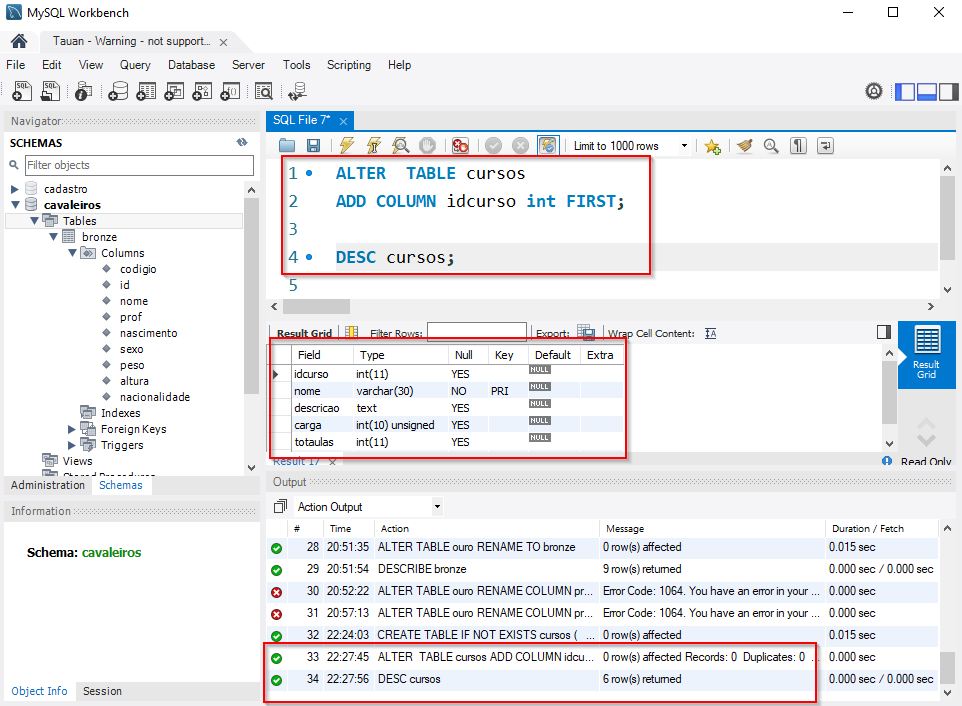 MySQL Workbench
Tauan - Warning - not support...
File Edit View Query Database Server Tools Scripting Help
Navigator
SCHEMAS
Filter objects
cadastro
cavaleiros
Tables
bronze
Columns
codigio
id
nome
prof
nascimento
sexo
peso
altura
nacionalidade
Indexes
Foreign Keys
Triggers
Views
Stored Procedures
Administration Schemas
Information
Schema: cavaleiros
Object Info Session
SQL File 7*
Limit to 1000 rows
1 ALTER  TABLE cursos
2 ADD COLUMN idcurso int FIRST;
3
4 DESC cursos;
5
Result Grid Filter Rows: Export: Wrap Cell Content:
Field Type Null Key Default Extra
idcurso int(11) YES NULL
nome varchar(30) NO PRI NULL
descricao text YES NULL
carga int(10) unsigned YES NULL
totaulas int(11) YES NULL
Result Grid
Result 17 Read Only
Output
Action Output
# Time Action Message Duration / Fetch
28 20:51:35 ALTER TABLE ouro RENAME TO bronze 0 row(s) affected 0.015 sec
29 20:51:54 DESCRIBE bronze 9 row(s) returned 0.000 sec / 0.000 sec
30 20:52:22 ALTER TABLE ouro RENAME COLUMN pr... Error Code: 1064. You have an error in your ... 0.000 sec
31 20:57:13 ALTER TABLE ouro RENAME COLUMN pr... Error Code: 1064. You have an error in your ... 0.000 sec
32 22:24:03 CREATE TABLE IF NOT EXISTS cursos ( ... 0 row(s) affected 0.015 sec
33 22:27:45 ALTER  TABLE cursos ADD COLUMN idcu... 0 row(s) affected Records: 0  Duplicates: 0 ... 0.000 sec
34 22:27:56 DESC cursos 6 row(s) returned 0.000 sec / 0.000 sec